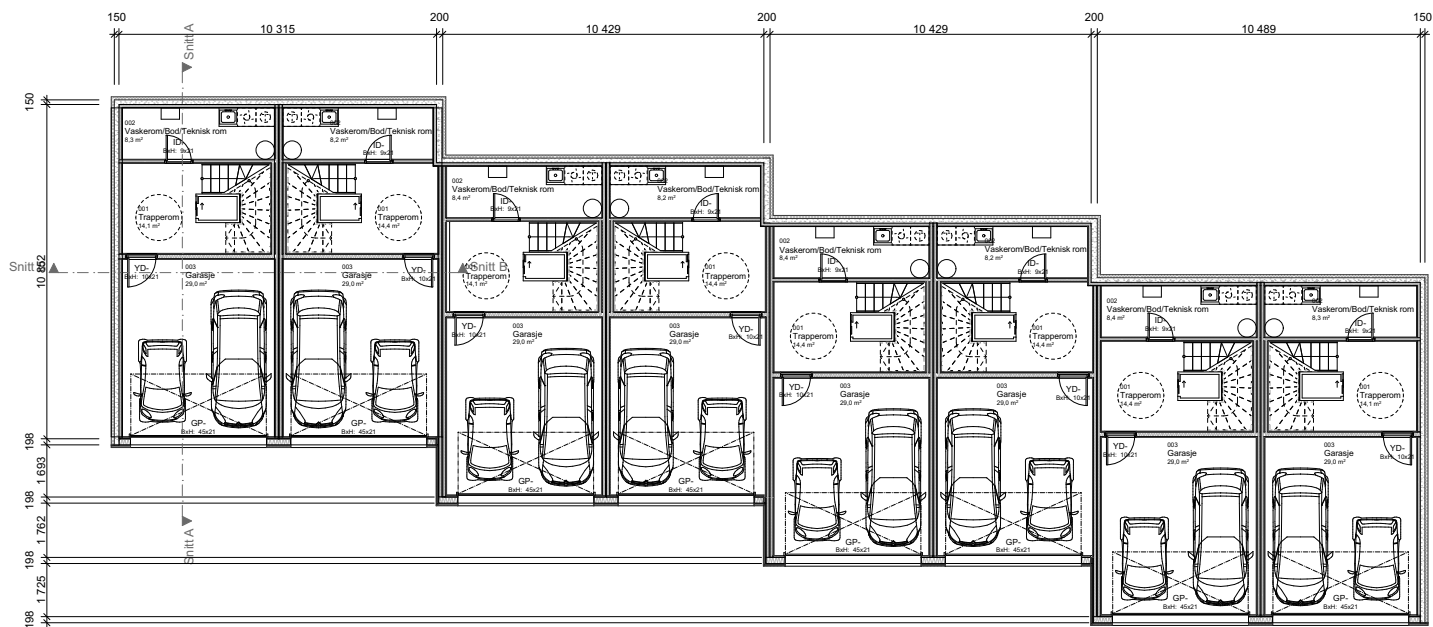 150
10 315
200
10 429
200
10 429
200
10 489
150
Snitt A
150
10 852
198
1 693
198
1 762
198
1 725
198
Snitt
Snitt B
Snitt A
002
Vaskerom/Bod/Teknisk rom
8,3 m²
ID-
BxH: 9x21
001
Trapperom
14,1 m²
YD-
BxH: 10x21
003
Garasje
29,0 m²
GP-
BxH: 45x21
Vaskerom/Bod/Teknisk rom
8,2 m²
ID-
BxH: 9x21
001
Trapperom
14,4 m²
003
Garasje
29,0 m²
YD-
BxH: 10x21
GP-
BxH: 45x21
002
Vaskerom/Bod/Teknisk rom
8,4 m²
ID-
BxH: 9x21
Trapperom
14,1 m²
YD-
BxH: 10x21
003
Garasje
29,0 m²
GP-
BxH: 45x21
Vaskerom/Bod/Teknisk rom
8,2 m²
ID-
BxH: 9x21
001
Trapperom
14,4 m²
003
Garasje
29,0 m²
YD-
BxH: 10x21
GP-
BxH: 45x21
002
Vaskerom/Bod/Teknisk rom
8,4 m²
ID-
BxH: 9x21
001
Trapperom
14,4 m²
YD-
BxH: 10x21
003
Garasje
29,0 m²
GP-
BxH: 45x21
Vaskerom/Bod/Teknisk rom
8,2 m²
ID-
BxH: 9x21
001
Trapperom
14,4 m²
003
Garasje
29,0 m²
YD-
BxH: 10x21
GP-
BxH: 45x21
002
Vaskerom/Bod/Teknisk rom
8,4 m²
ID-
BxH: 9x21
001
Trapperom
14,4 m²
YD-
BxH: 10x21
003
Garasje
29,0 m²
GP-
BxH: 45x21
Vaskerom/Bod/Teknisk rom
8,3 m²
ID-
BxH: 9x21
001
Trapperom
14,1 m²
003
Garasje
29,0 m²
YD-
BxH: 10x21
GP-
BxH: 45x21